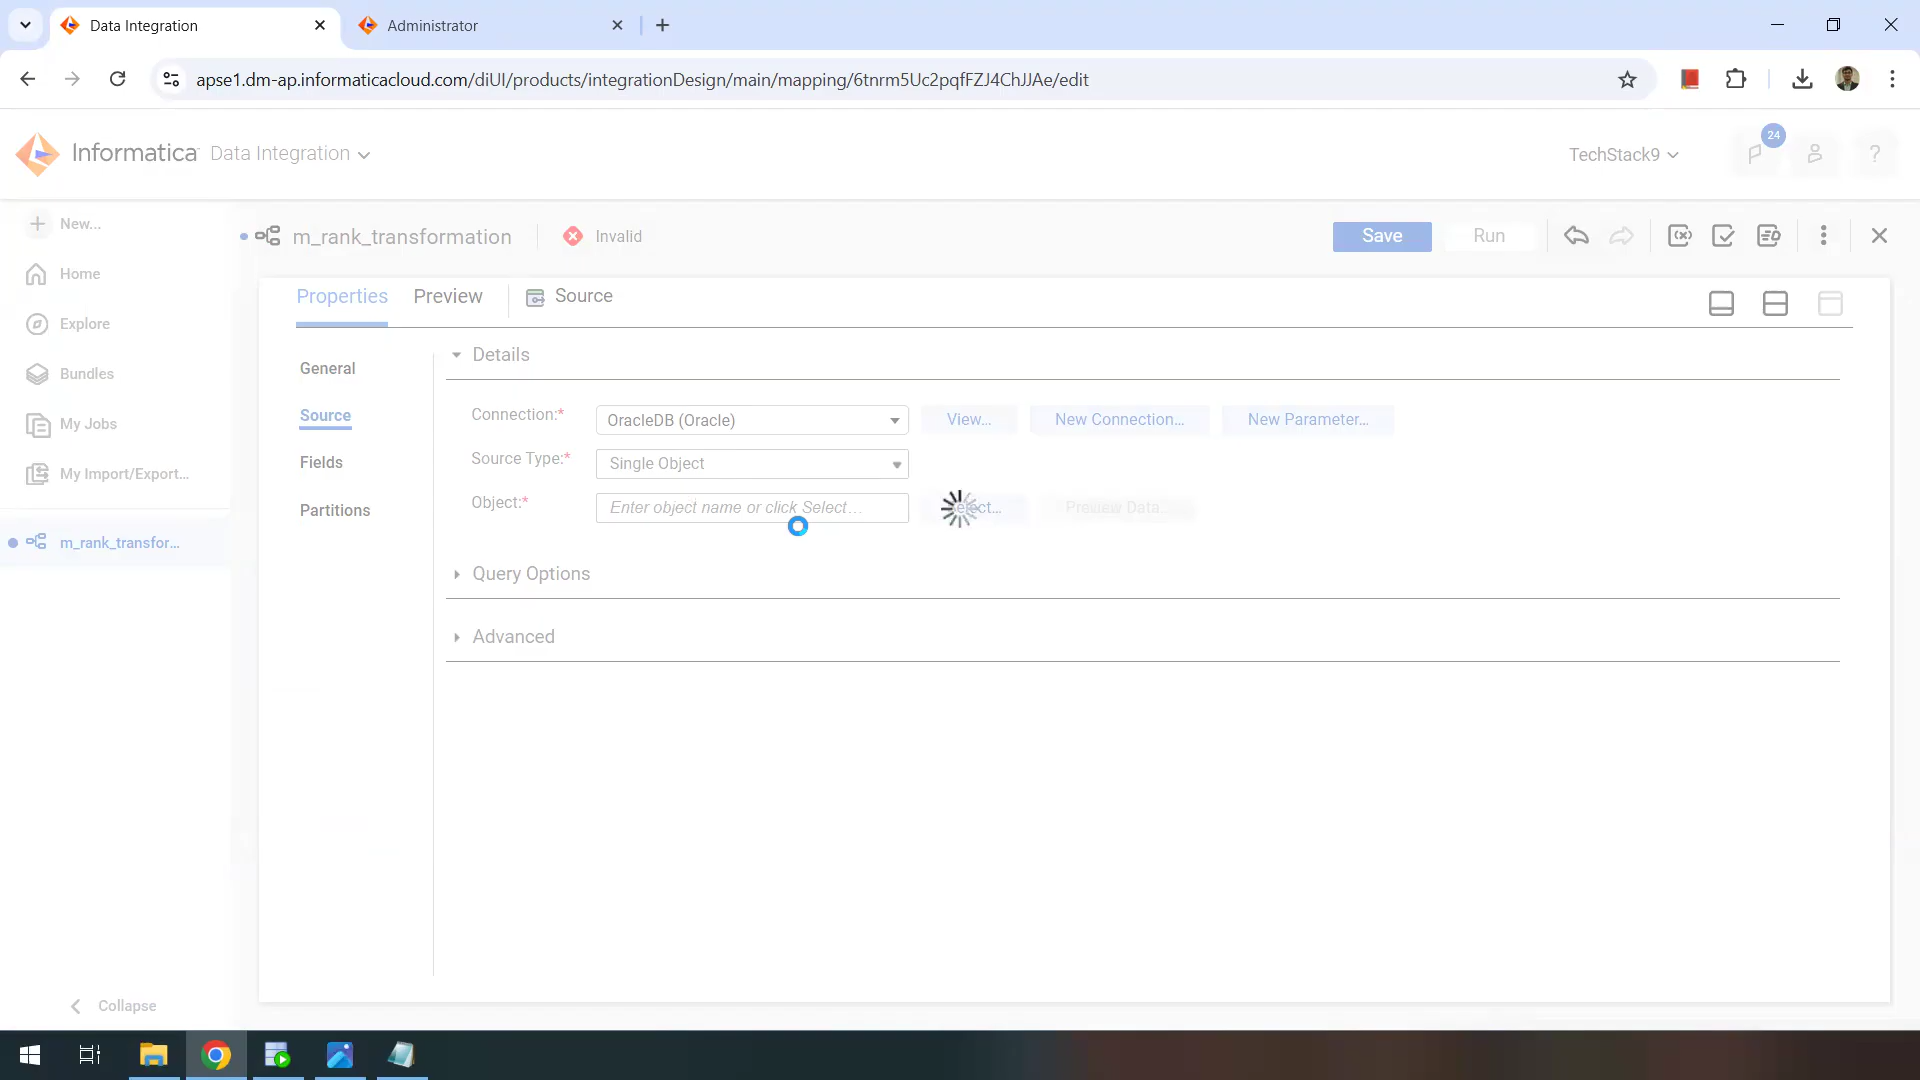 Data Integration
Administrator
apse1.dm-ap.informaticacloud.com/diUI/products/integrationDesign/main/mapping/6tnrm5Uc2pqfFZJ4ChJJAe/edit
Informatica Data Integration
TechStack9
24
?
New...
m_rank_transformation
Invalid
Save
Run
Home
Explore
Bundles
My Jobs
My Import/Export...
m_rank_transfor...
Collapse
Properties
Preview
Source
General
Source
Fields
Partitions
Details
Connection:*
OracleDB (Oracle)
View...
New Connection...
New Parameter...
Source Type:*
Single Object
Object:*
Enter object name or click Select...
Preview Data...
Query Options
Advanced